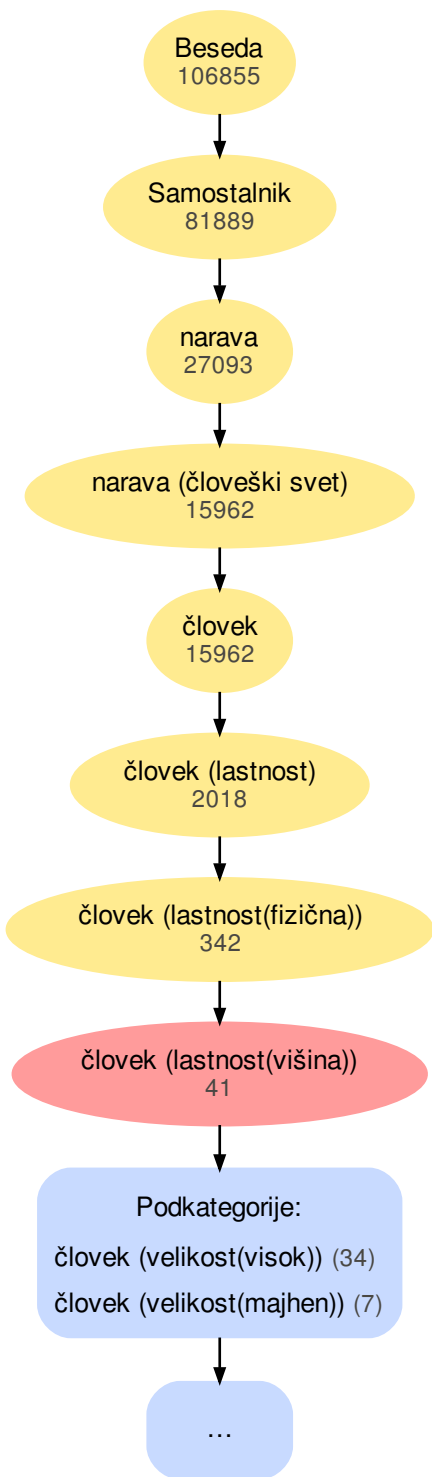 Beseda
106855
Samostalnik
81889
narava
27093
narava (človeški svet)
15962
človek
15962
človek (lastnost)
2018
človek (lastnost(fizična))
342
človek (lastnost(višina))
41
Podkategorije:
človek (velikost(visok)) (34)
človek (velikost(majhen)) (7)
...